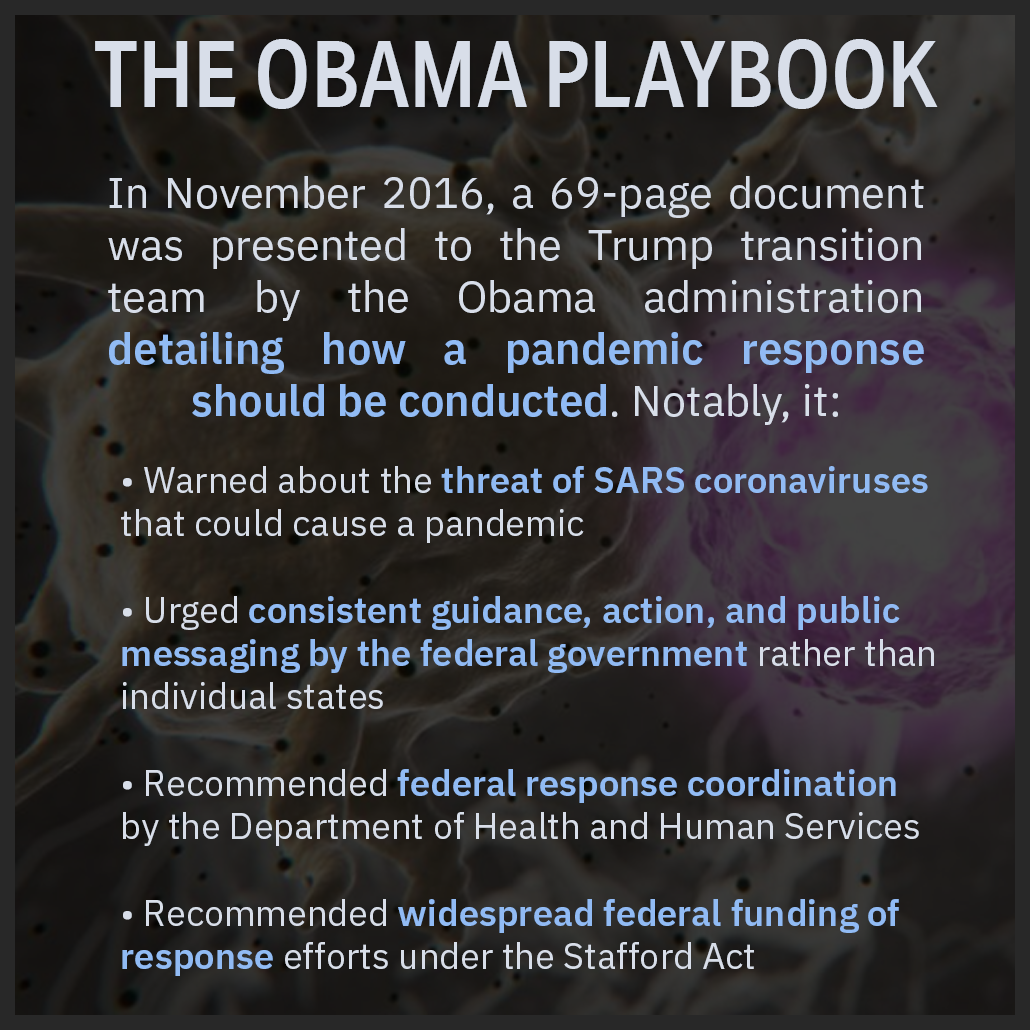 THE OBAMA PLAYBOOK
In November 2016, a 69-page document
was presented to the Trump transition
team by the Obama administration
detailing how a pandemic response
should be conducted. Notably, it:
• Warned about the threat of SARS coronaviruses
that could cause a pandemic
• Urged consistent guidance, action, and public
messaging by the federal government rather than
individual states
• Recommended federal response coordination
by the Department of Health and Human Services
• Recommended widespread federal funding of
response efforts under the Stafford Act